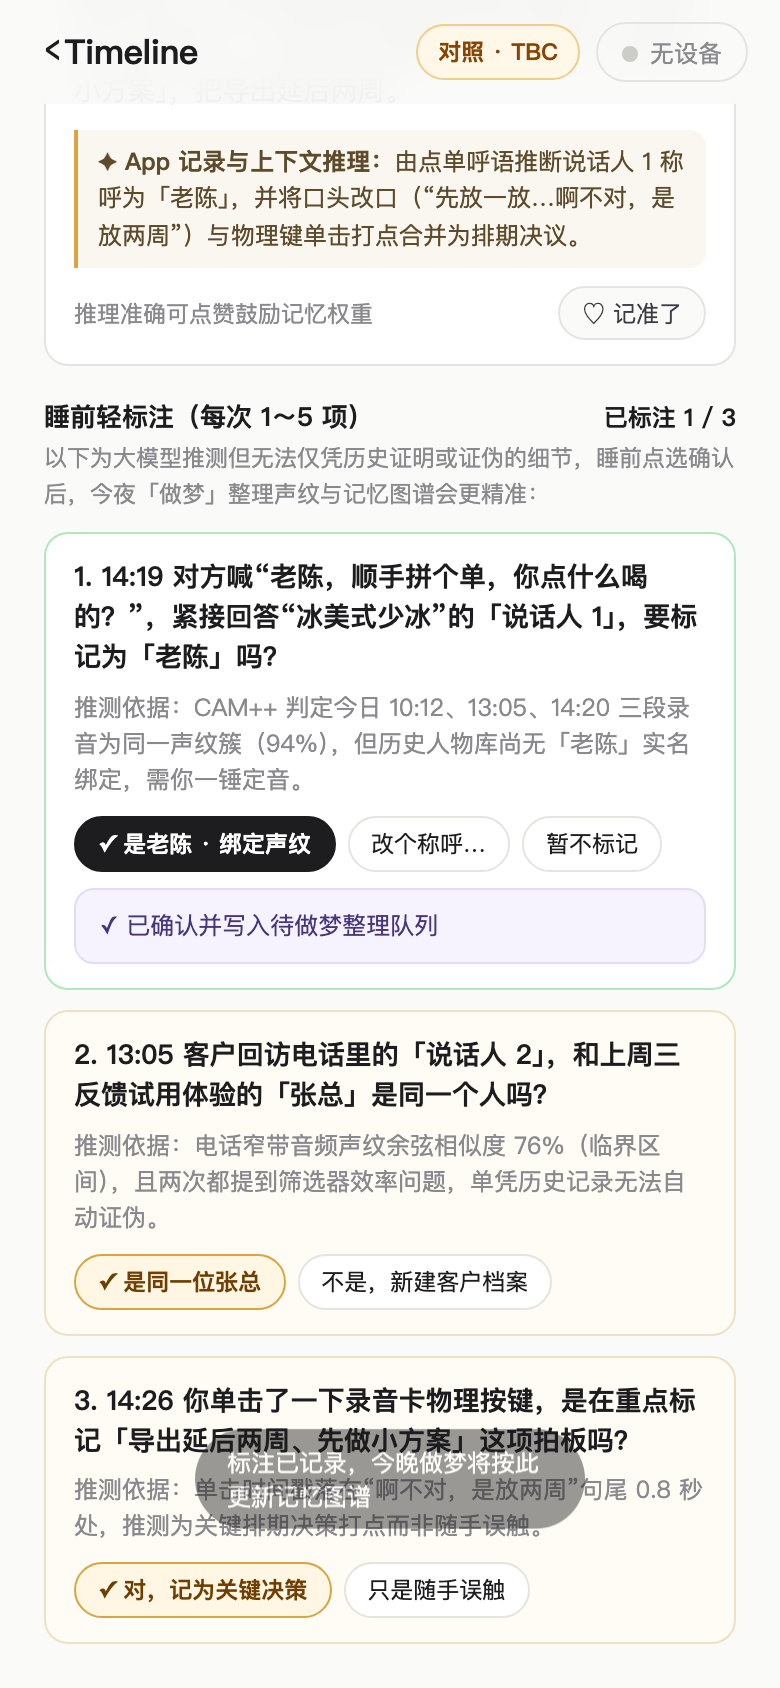 Timeline
对照 · TBC
无设备
小方案」，把导出延后两周。
✦ App 记录与上下文推理：由点单呼语推断说话人 1 称
呼为「老陈」，并将口头改口（“先放一放…啊不对，是
放两周”）与物理键单击打点合并为排期决议。
推理准确可点赞鼓励记忆权重
♡ 记准了
睡前轻标注（每次 1～5 项）
已标注 1 / 3
以下为大模型推测但无法仅凭历史证明或证伪的细节，睡前点选确认
后，今夜「做梦」整理声纹与记忆图谱会更精准：
1. 14:19 对方喊“老陈，顺手拼个单，你点什么喝
的？”，紧接回答“冰美式少冰”的「说话人 1」，要标
记为「老陈」吗?
推测依据：CAM++ 判定今日 10:12、13:05、14:20 三段录
音为同一声纹簇（94%），但历史人物库尚无「老陈」实名
绑定，需你一锤定音。
✓ 是老陈 · 绑定声纹
改个称呼...
暂不标记
✓ 已确认并写入待做梦整理队列
2. 13:05 客户回访电话里的「说话人 2」，和上周三
反馈试用体验的「张总」是同一个人吗?
推测依据：电话窄带音频声纹余弦相似度 76%（临界区
间），且两次都提到筛选器效率问题，单凭历史记录无法自
动证伪。
✓ 是同一位张总
不是，新建客户档案
3. 14:26 你单击了一下录音卡物理按键，是在重点标
记「导出延后两周、先做小方案」这项拍板吗?
推测依据：单击时间戳落在“啊不对，是放两周”句尾 0.8 秒
处，推测为关键排期决策打点而非随手误触。
标注已记录，今晚做梦将按此
更新记忆图谱
✓ 对，记为关键决策
只是随手误触